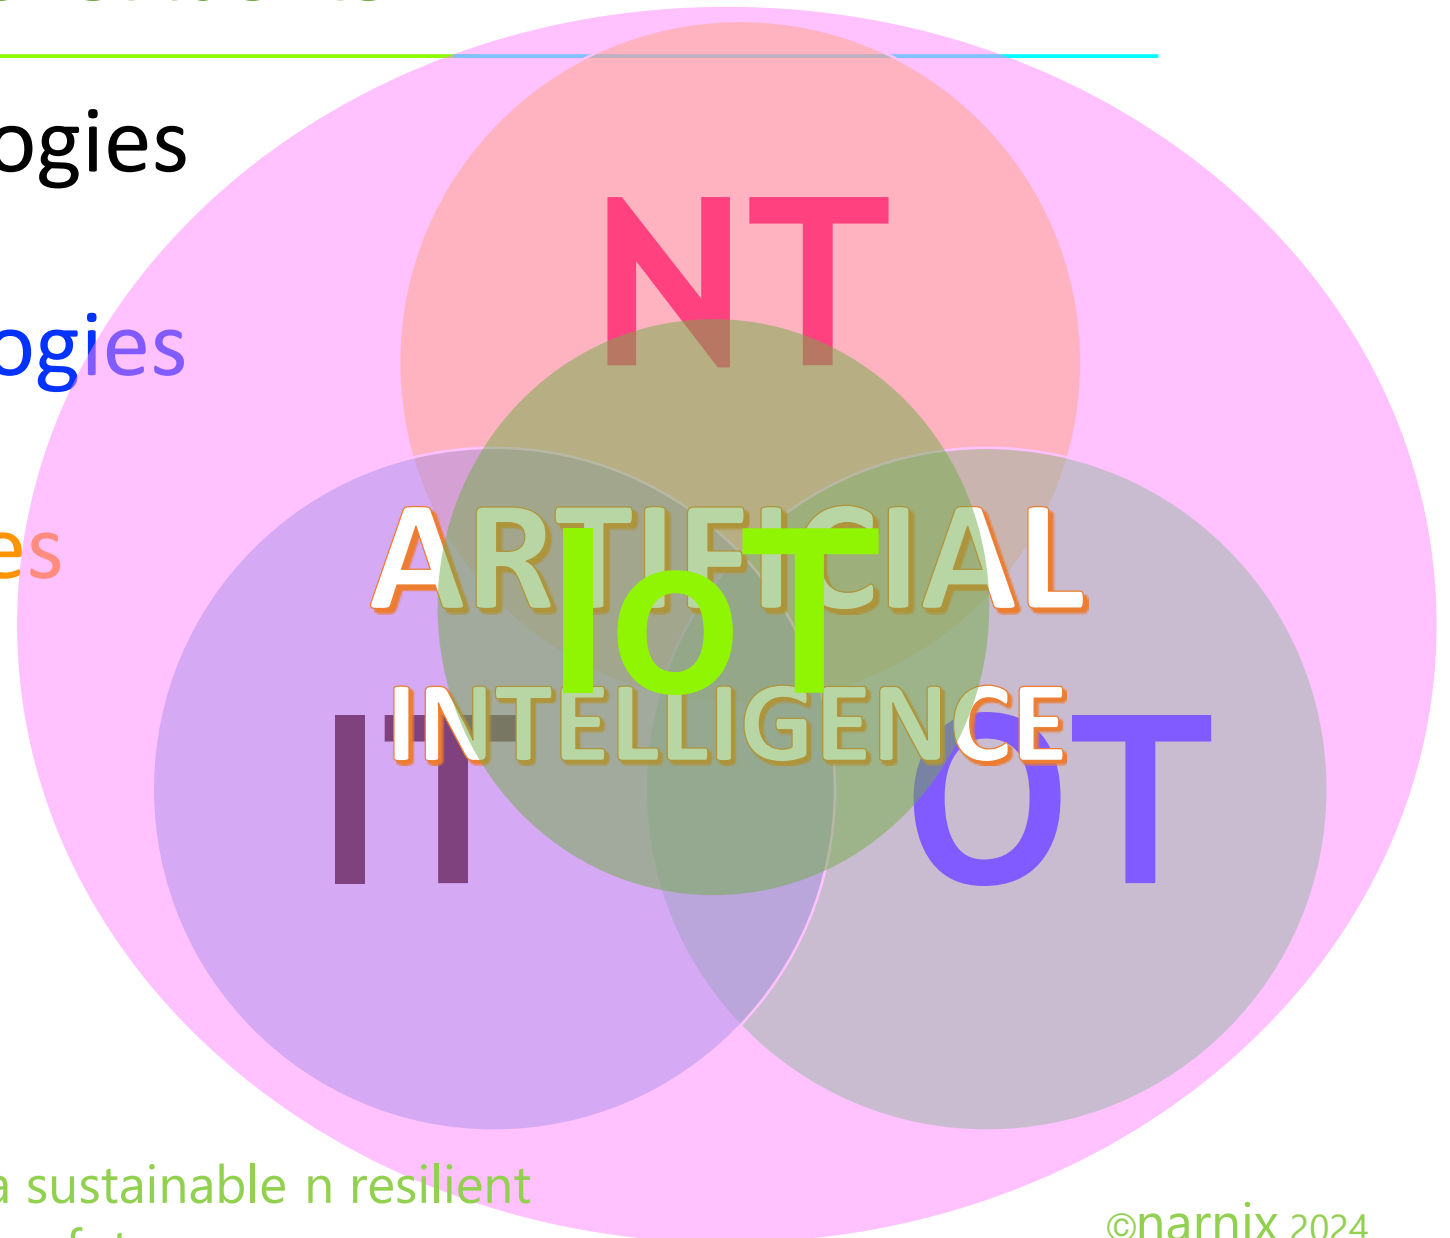 ogies
NT
ogies
es
ARTIFICIAL
IoT
INTELLIGENCE
IT
OT
a sustainable n resilient
©narnix 2024